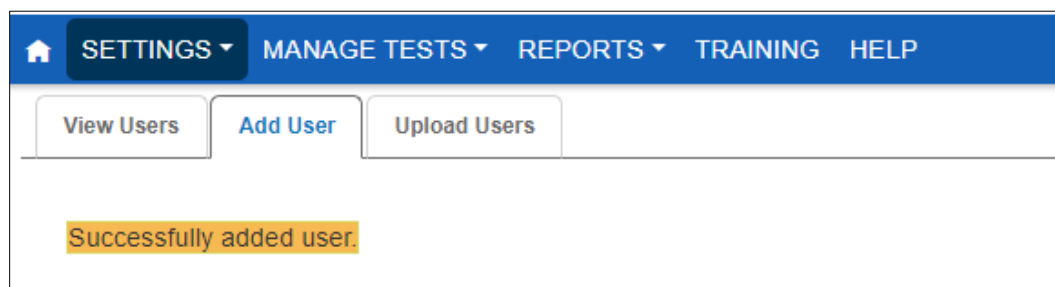 SETTINGS MANAGE TESTS REPORTS TRAINING HELP
View Users Add User Upload Users
Successfully added user.